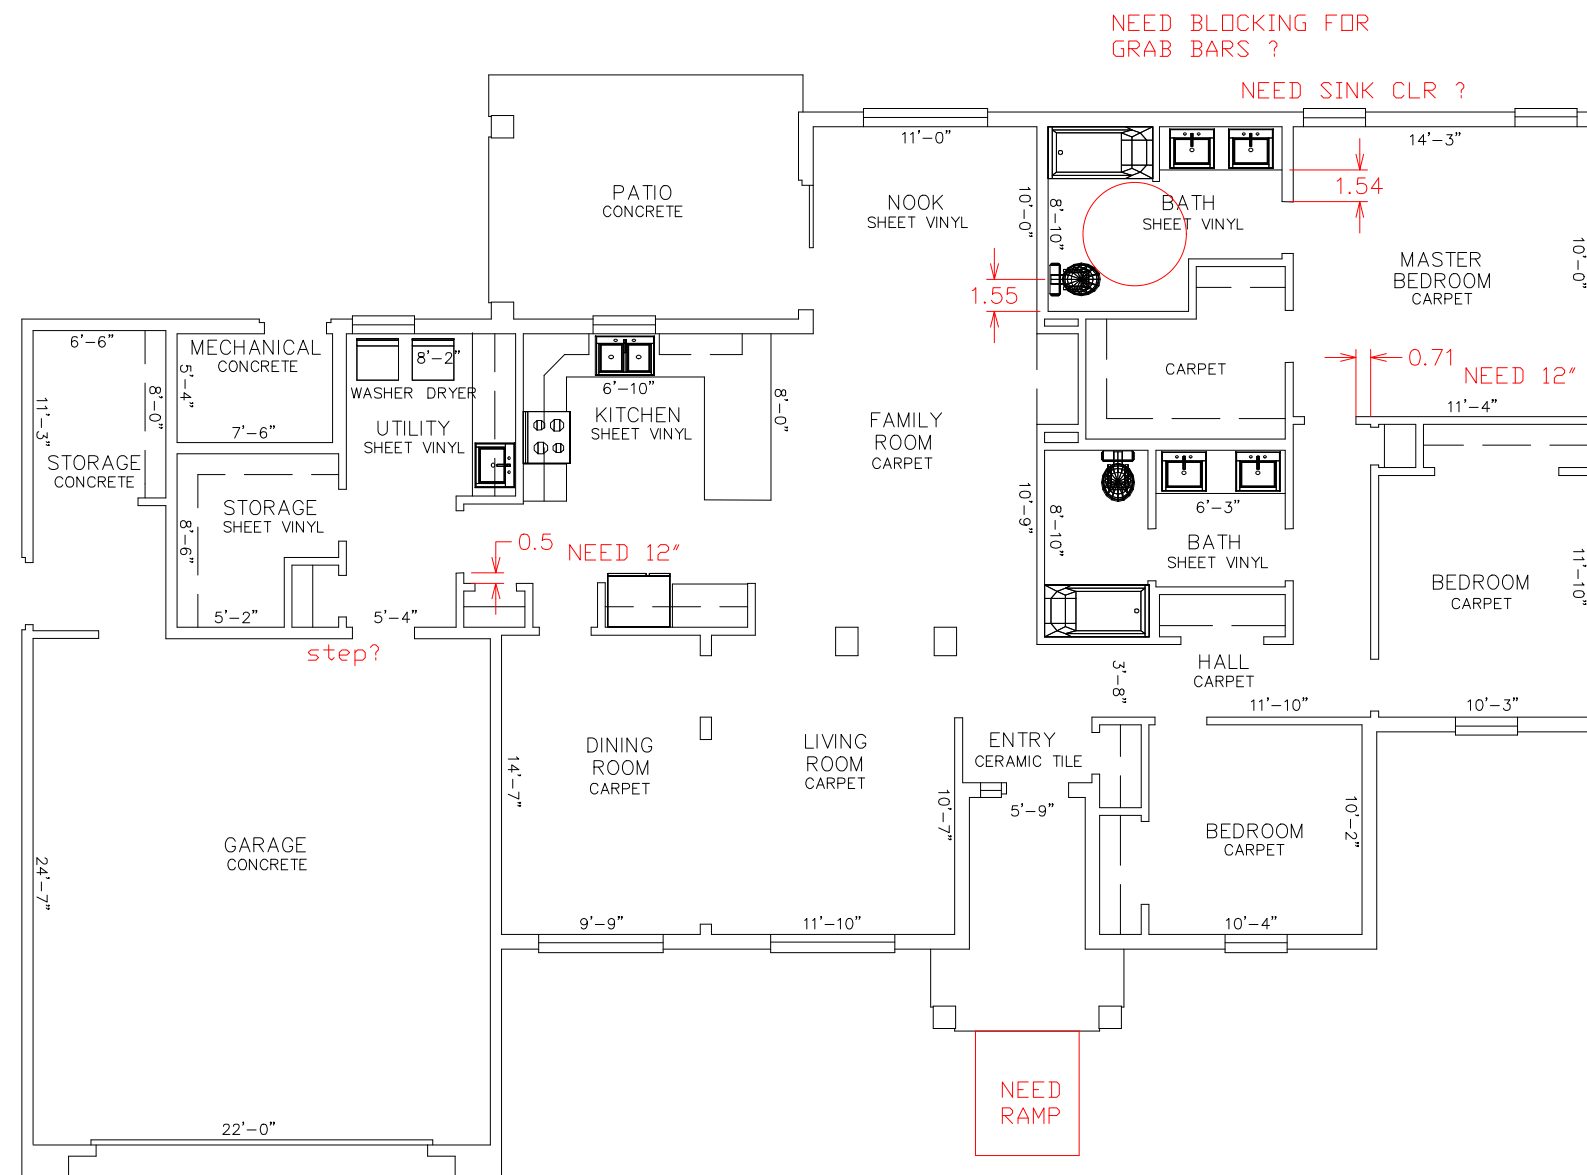 NEED BLOCKING FOR
GRAB BARS ?
NEED SINK CLR ?
11'-0"
14'-3"
1.54
PATIO
CONCRETE
NOOK
SHEET VINYL
10'-0"
8'-10"
BATH
SHEET VINYL
MASTER
BEDROOM
CARPET
10'-0"
1.55
6'-6"
MECHANICAL
CONCRETE
5'-4"
8'-0"
11'-3"
7'-6"
8'-2"
WASHER DRYER
UTILITY
SHEET VINYL
6'-10"
KITCHEN
SHEET VINYL
8'-0"
FAMILY
ROOM
CARPET
CARPET
0.71
NEED 12"
11'-4"
STORAGE
CONCRETE
STORAGE
SHEET VINYL
8'-6"
5'-2"
5'-4"
0.5
NEED 12"
10'-9"
8'-10"
6'-3"
BATH
SHEET VINYL
BEDROOM
CARPET
11'-10"
step?
HALL
CARPET
3'-8"
11'-10"
10'-3"
DINING
ROOM
CARPET
14'-7"
LIVING
ROOM
CARPET
10'-7"
ENTRY
CERAMIC TILE
5'-9"
BEDROOM
CARPET
10'-2"
GARAGE
CONCRETE
24'-7"
9'-9"
11'-10"
10'-4"
NEED
RAMP
22'-0"